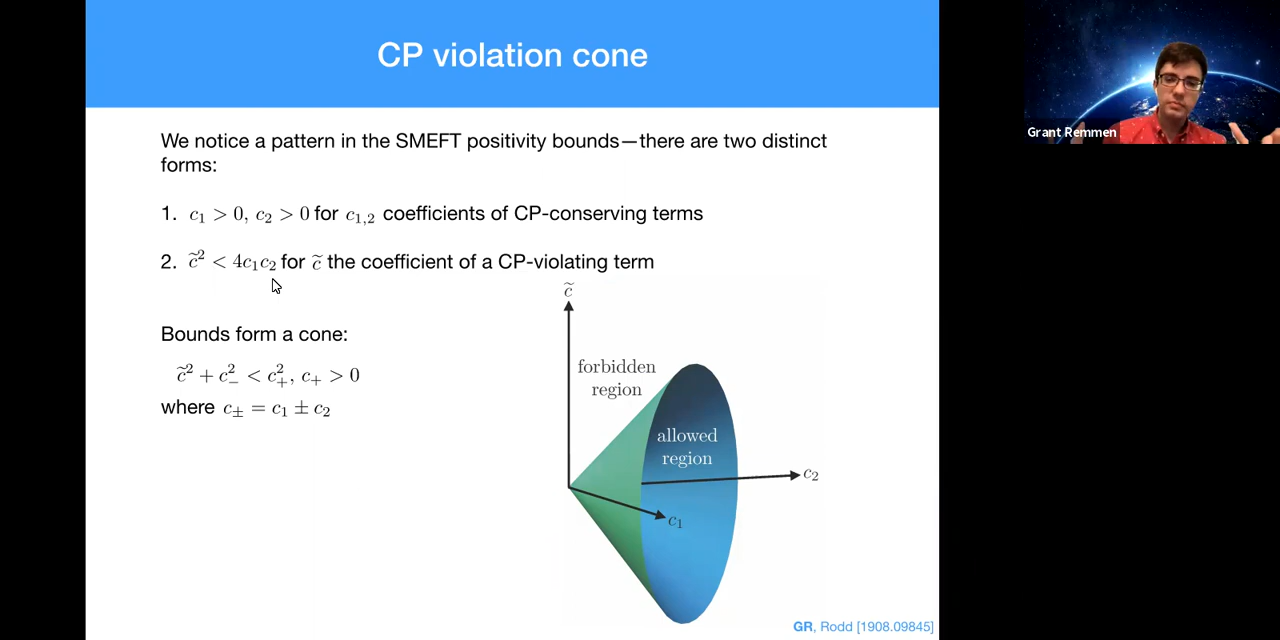 CP violation cone
Grant Remmen
We notice a pattern in the SMEFT positivity bounds—there are two distinct
forms:
1. c₁ > 0, c₂ > 0 for c₁,₂ coefficients of CP-conserving terms
2. c̃² < 4c₁c₂ for c̃ the coefficient of a CP-violating term
Bounds form a cone:
c̃² + c₋² < c₊², c₊ > 0
where c± = c₁ ± c₂
c̃
forbidden
region
allowed
region
c₂
c₁
GR, Rodd [1908.09845]